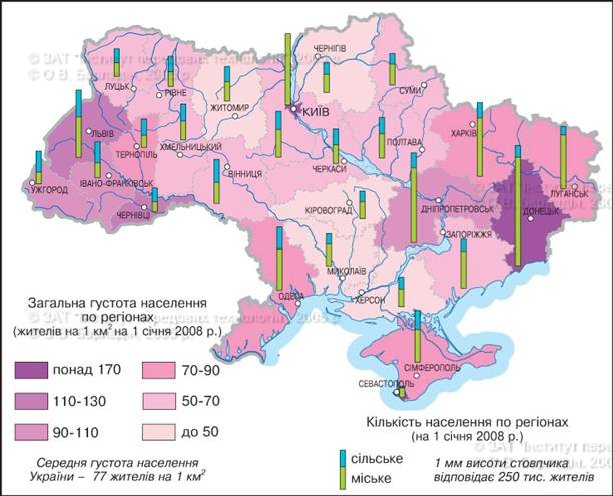 © ЗАТ "Інститут передових технологій", 2008 р.
ЧЕРНІГІВ
ЛУЦЬК
РІВНЕ
СУМИ
ЖИТОМИР
КИЇВ
ЛЬВІВ
ХАРКІВ
ТЕРНОПІЛЬ
ХМЕЛЬНИЦЬКИЙ
ПОЛТАВА
ЧЕРКАСИ
УЖГОРОД
ІВАНО-ФРАНКІВСЬК
ВІННИЦЯ
ЛУГАНСЬК
ЧЕРНІВЦІ
КІРОВОГРАД
ДНІПРОПЕТРОВСЬК
ДОНЕЦЬК
ЗАПОРІЖЖЯ
МИКОЛАЇВ
ОДЕСА
ХЕРСОН
СІМФЕРОПОЛЬ
СЕВАСТОПОЛЬ
Загальна густота населення
по регіонах
(жителів на 1 км² на 1 січня 2008 р.)
понад 170
70-90
110-130
50-70
90-110
до 50
Середня густота населення
України – 77 жителів на 1 км²
Кількість населення по регіонах
(на 1 січня 2008 р.)
сільське
міське
1 мм висоти стовпчика
відповідає 250 тис. жителів